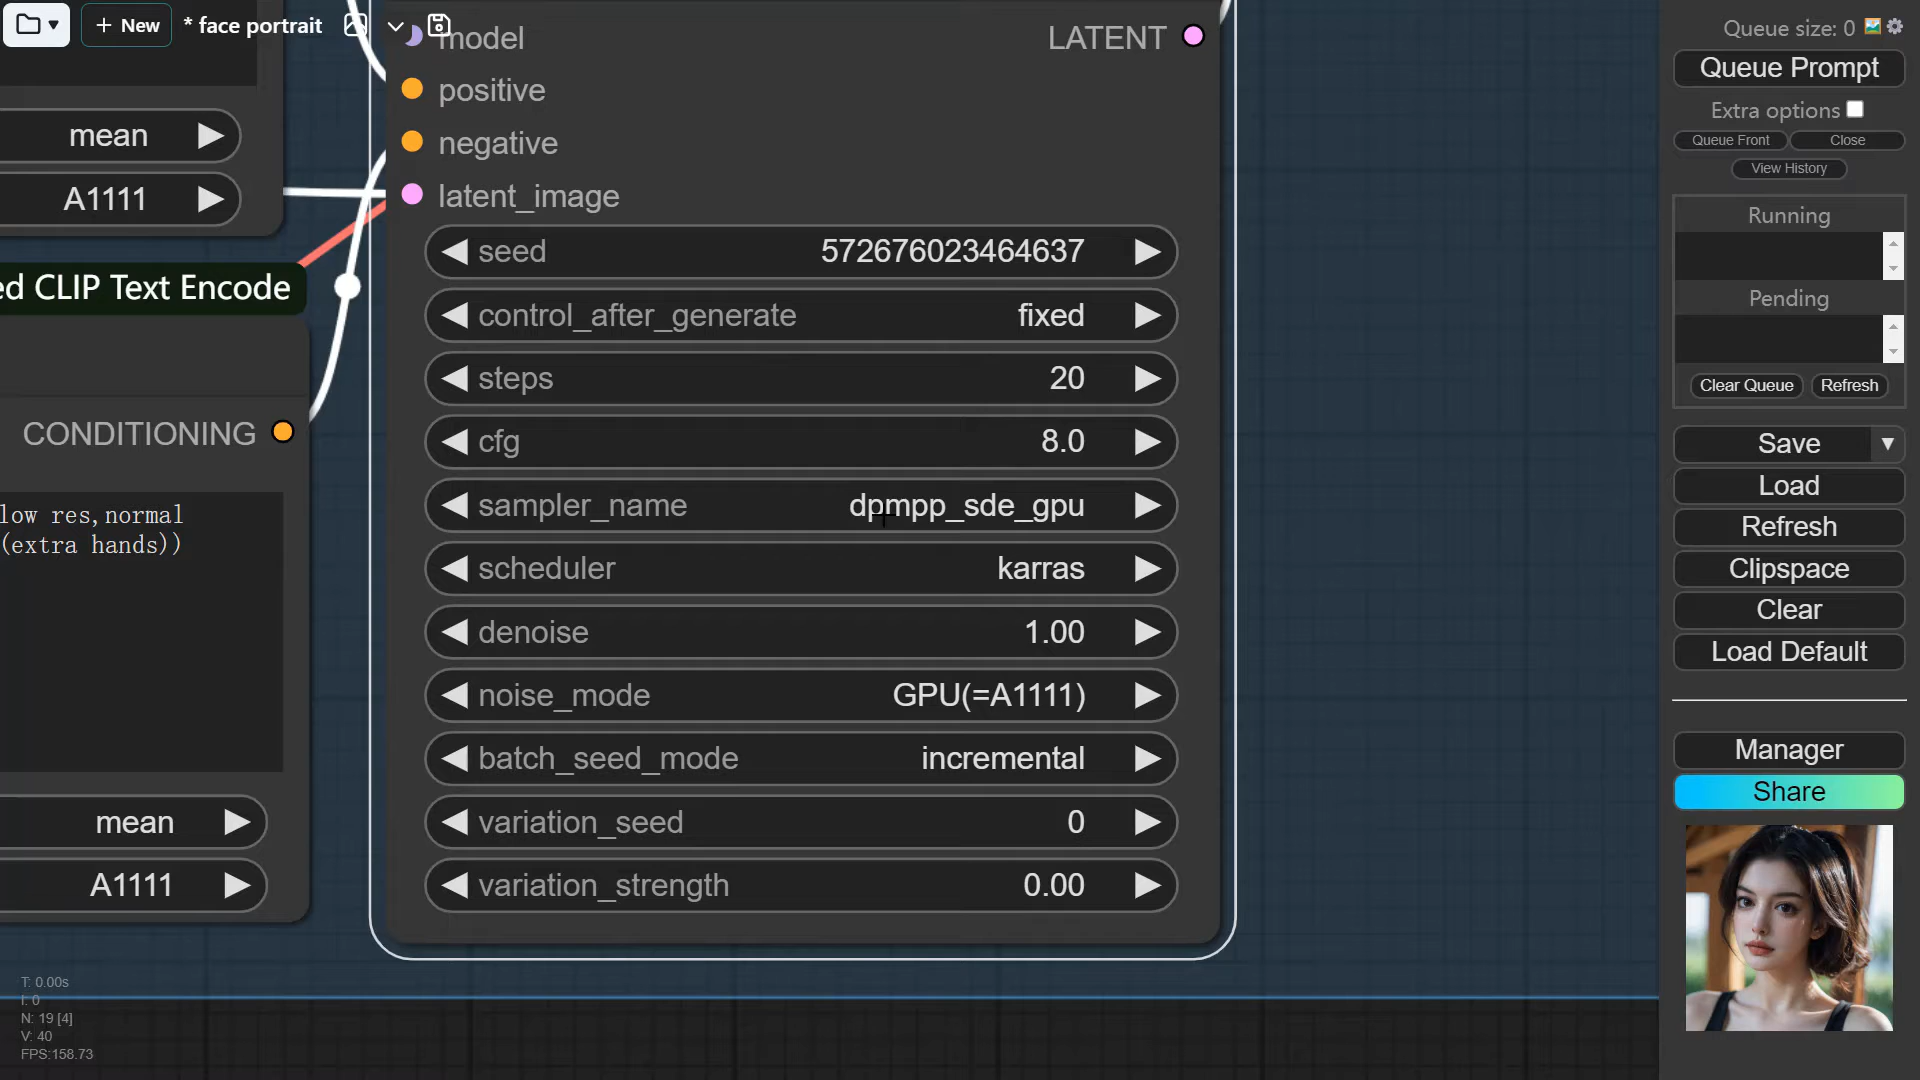 + New
* face portrait
mean
A1111
ed CLIP Text Encode
CONDITIONING
low res,normal
(extra hands))
mean
A1111
model
LATENT
positive
negative
latent_image
seed 572676023464637
control_after_generate fixed
steps 20
cfg 8.0
sampler_name dpmpp_sde_gpu
scheduler karras
denoise 1.00
noise_mode GPU(=A1111)
batch_seed_mode incremental
variation_seed 0
variation_strength 0.00
T: 0.00s
I: 0
N: 19 [4]
V: 40
FPS:158.73
Queue size: 0
Queue Prompt
Extra options
Queue Front
Close
View History
Running
Pending
Clear Queue
Refresh
Save
Load
Refresh
Clipspace
Clear
Load Default
Manager
Share